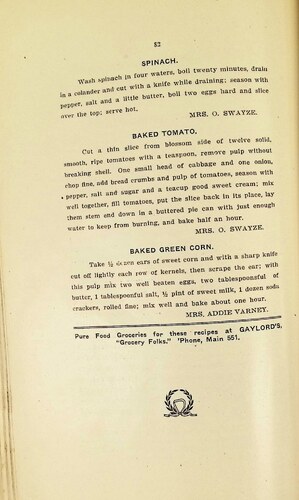 52
SPINACH.
Wash spinach in four waters, boil twenty minutes, drain
in a colander and cut with a knife while draining; season with
pepper, salt and a little butter, boil two eggs hard and slice
over the top; serve hot.
MRS. O. SWAYZE.
BAKED TOMATO.
Cut a thin slice from blossom side of twelve solid,
smooth, ripe tomatoes with a teaspoon, remove pulp without
breaking shell. One small head of cabbage and one onion,
chop fine, add bread crumbs and pulp of tomatoes, season with
pepper, salt and sugar and a teacup good sweet cream; mix
well together, fill tomatoes, put the slice back in its place, lay
them stem end down in a buttered pie can with just enough
water to keep from burning, and bake half an hour.
MRS. O. SWAYZE.
BAKED GREEN CORN.
Take ½ dozen ears of sweet corn and with a sharp knife
cut off lightly each row of kernels, then scrape the ear; with
this pulp mix two well beaten eggs, two tablespoonsful of
butter, 1 tablespoonful salt, ½ pint of sweet milk, 1 dozen soda
crackers, rolled fine; mix well and bake about one hour.
MRS. ADDIE VARNEY.
Pure Food Groceries for these recipes at GAYLORD'S,
"Grocery Folks." 'Phone, Main 551.